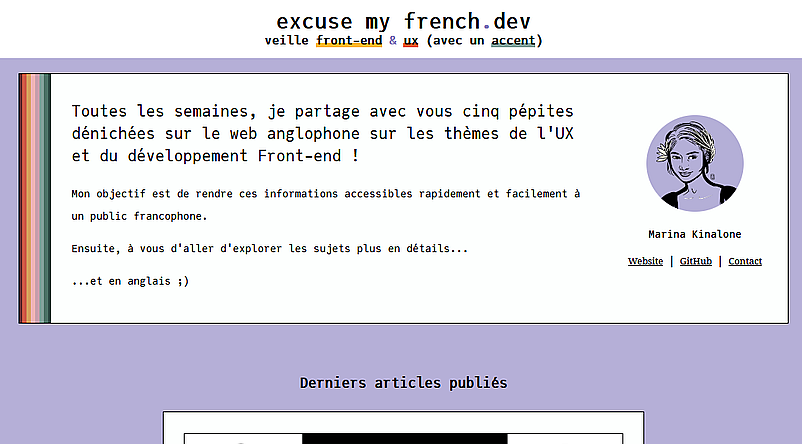 excuse my french.dev
veille front-end & ux (avec un accent)
Toutes les semaines, je partage avec vous cinq pépites
dénichées sur le web anglophone sur les thèmes de l'UX
et du développement Front-end !
Mon objectif est de rendre ces informations accessibles rapidement et facilement à
un public francophone.
Ensuite, à vous d'aller d'explorer les sujets plus en détails...
...et en anglais ;)
Marina Kinalone
Website | GitHub | Contact
Derniers articles publiés